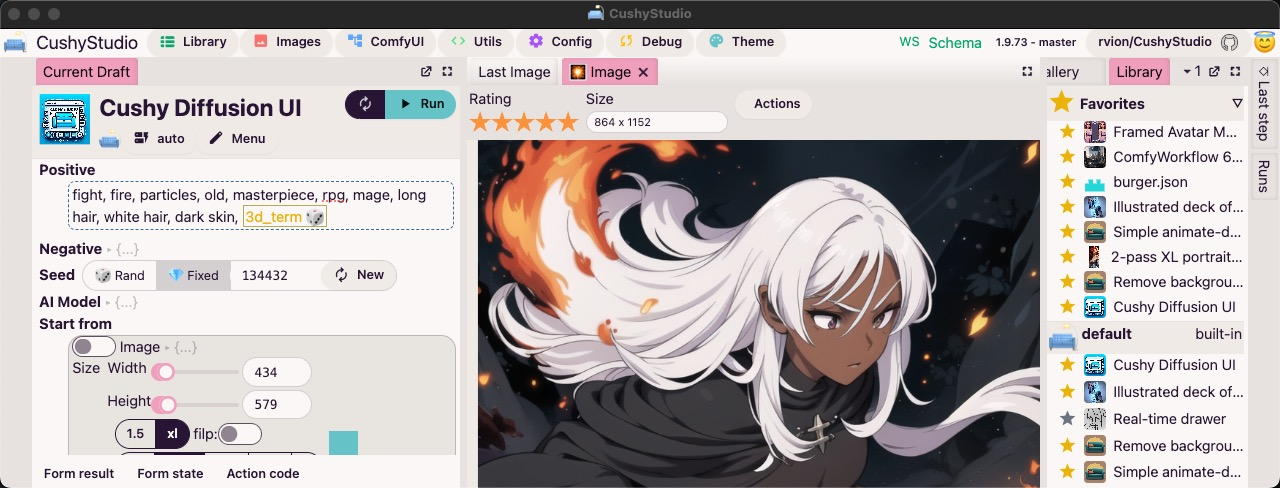 CushyStudio
CushyStudio Library Images ComfyUI Utils Config Debug Theme WS Schema 1.9.73 - master rvion/CushyStudio
Current Draft
Cushy Diffusion UI
Run
auto Menu
Positive
fight, fire, particles, old, masterpiece, rpg, mage, long
hair, white hair, dark skin, 3d_term
Negative {...}
Seed Rand Fixed 134432 New
AI Model {...}
Start from
Image {...}
Size Width 434
Height 579
1.5 xl filp:
Form result Form state Action code
Last Image Image
Rating Size
864 x 1152
Actions
allery Library 1
Favorites
Framed Avatar M...
ComfyWorkflow 6...
burger.json
Illustrated deck of...
Simple animate-d...
2-pass XL portrait...
Remove backgrou...
Cushy Diffusion UI
default built-in
Cushy Diffusion UI
Illustrated deck of...
Real-time drawer
Remove backgrou...
Simple animate-d...
Last step
Runs